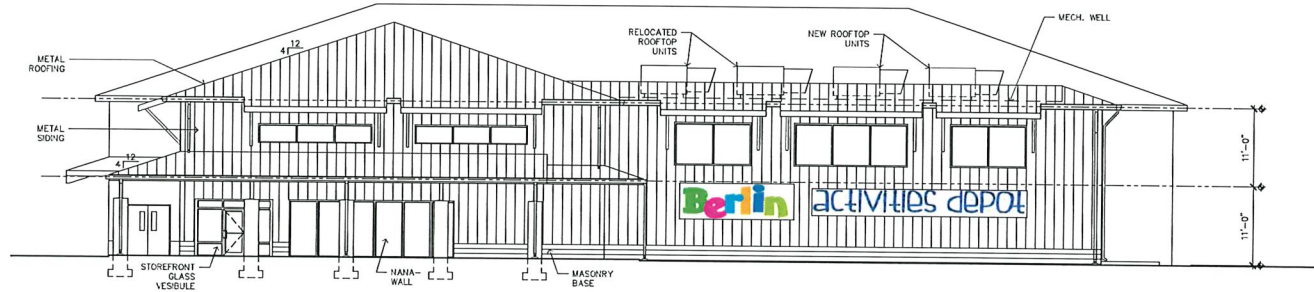 MECH. WELL
RELOCATED
ROOFTOP
UNITS
NEW ROOFTOP
UNITS
12
4
METAL
ROOFING
METAL
SIDING
12
4
11'-0"
11'-0"
Berlin activities depot
STOREFRONT
GLASS
VESIBULE
NANA-
WALL
MASONRY
BASE